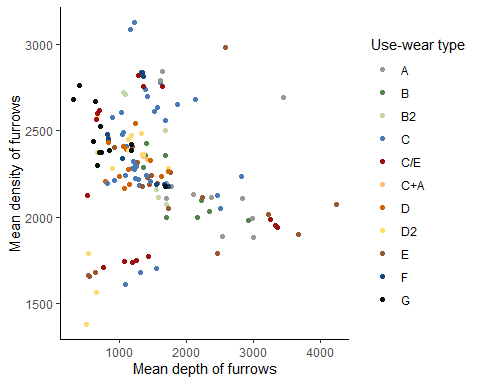 Use-wear type
A
B
B2
C
C/E
C+A
D
D2
E
F
G
Mean density of furrows
3000
2500
2000
1500
1000
2000
3000
4000
Mean depth of furrows